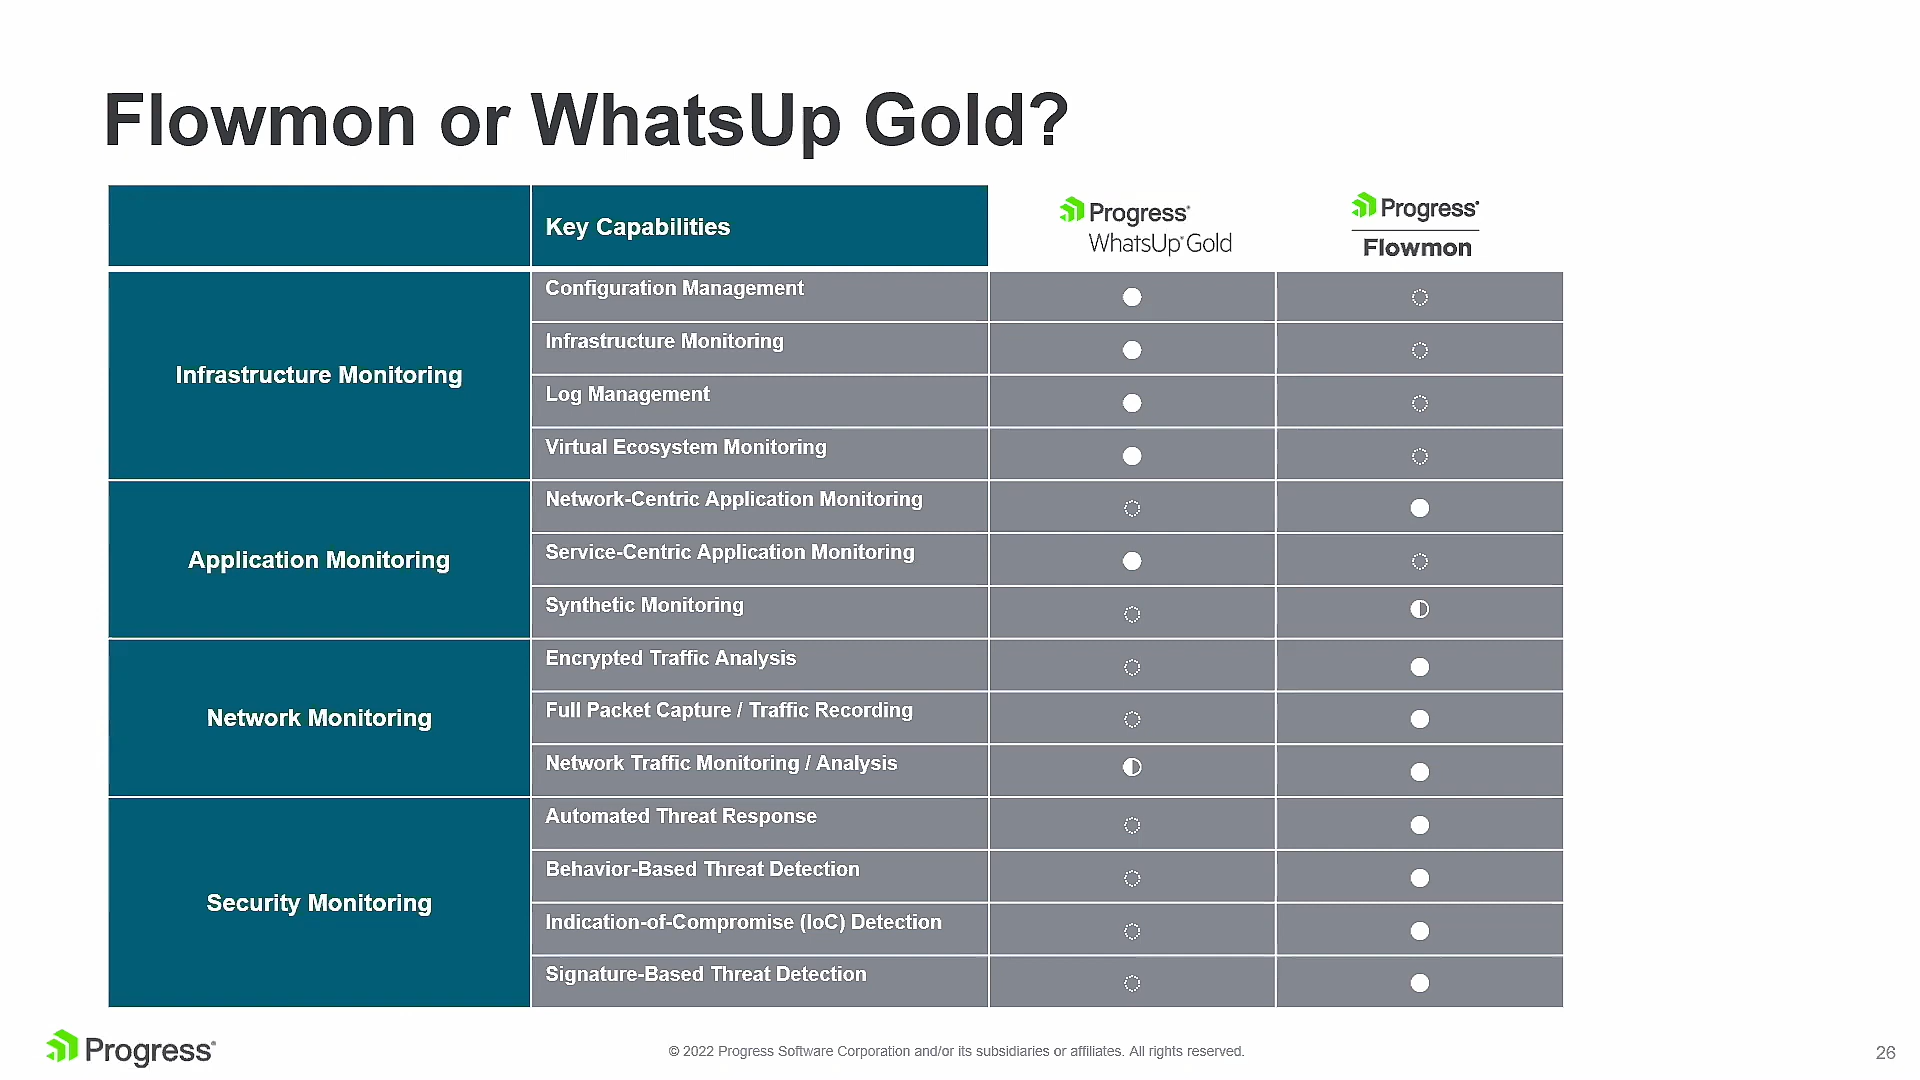 Flowmon or WhatsUp Gold?
Key Capabilities
Progress
WhatsUp Gold
Progress
Flowmon
Infrastructure Monitoring
Configuration Management
Infrastructure Monitoring
Log Management
Virtual Ecosystem Monitoring
Application Monitoring
Network-Centric Application Monitoring
Service-Centric Application Monitoring
Synthetic Monitoring
Network Monitoring
Encrypted Traffic Analysis
Full Packet Capture / Traffic Recording
Network Traffic Monitoring / Analysis
Security Monitoring
Automated Threat Response
Behavior-Based Threat Detection
Indication-of-Compromise (IoC) Detection
Signature-Based Threat Detection
Progress
© 2022 Progress Software Corporation and/or its subsidiaries or affiliates. All rights reserved.
26